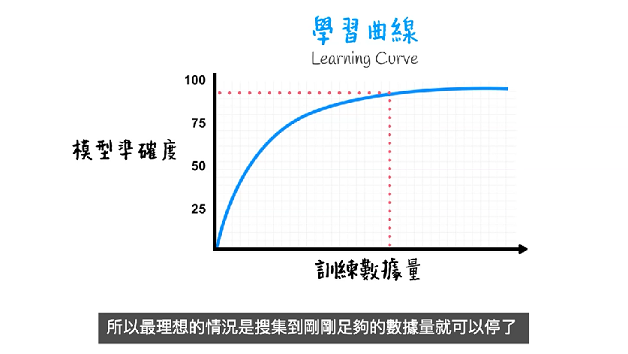 學習曲線
Learning Curve
100
75
模型準確度
50
25
訓練數據量
所以最理想的情況是搜集到剛剛足夠的數據量就可以停了